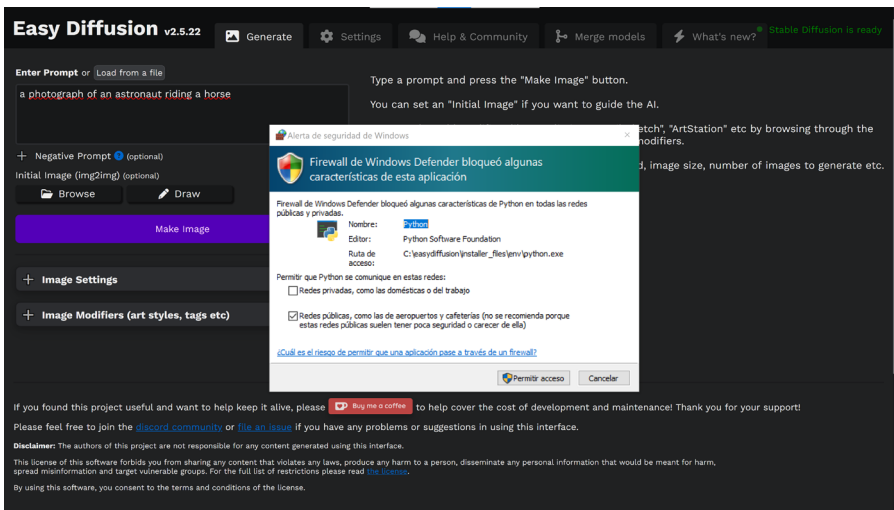 Easy Diffusion v2.5.22
Generate
Settings
Help & Community
Merge models
What's new?
Stable Diffusion is ready
Enter Prompt or Load from a file
a photograph of an astronaut riding a horse
Negative Prompt ? (optional)
Initial Image (img2img) (optional)
Browse
Draw
Make Image
Image Settings
Image Modifiers (art styles, tags etc)
Type a prompt and press the "Make Image" button.
You can set an "Initial Image" if you want to guide the AI.
etch", "ArtStation" etc by browsing through the
, image size, number of images to generate etc.
Alerta de seguridad de Windows
Firewall de Windows Defender bloqueó algunas
características de esta aplicación
Firewall de Windows Defender bloqueó algunas características de Python en todas las redes
públicas y privadas.
Nombre: Python
Editor: Python Software Foundation
Ruta de
acceso:
C:\easydiffusion\installer_files\env\python.exe
Permitir que Python se comunique en estas redes:
Redes privadas, como las domésticas o del trabajo
Redes públicas, como las de aeropuertos y cafeterías (no se recomienda porque
estas redes públicas suelen tener poca seguridad o carecer de ella)
¿Cuál es el riesgo de permitir que una aplicación pase a través de un firewall?
Permitir acceso
Cancelar
If you found this project useful and want to help keep it alive, please Buy me a coffee to help cover the cost of development and maintenance! Thank you for your support!
Please feel free to join the discord community or file an issue if you have any problems or suggestions in using this interface.
Disclaimer: The authors of this project are not responsible for any content generated using this interface.
This license of this software forbids you from sharing any content that violates any laws, produce any harm to a person, disseminate any personal information that would be meant for harm,
spread misinformation and target vulnerable groups. For the full list of restrictions please read the license.
By using this software, you consent to the terms and conditions of the license.